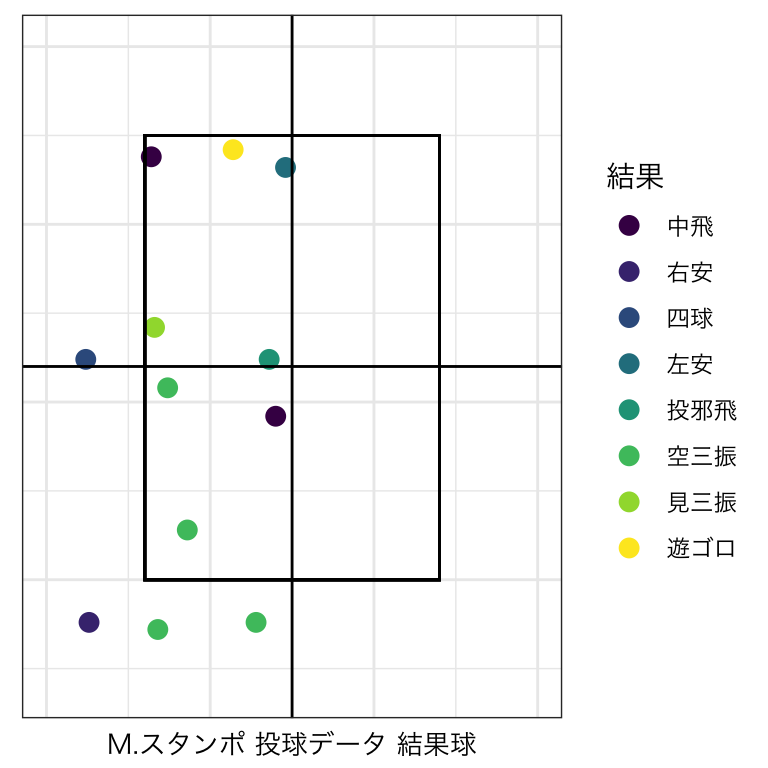 結果
中飛
右安
四球
左安
投邪飛
空三振
見三振
遊ゴロ
M.スタンポ 投球データ 結果球